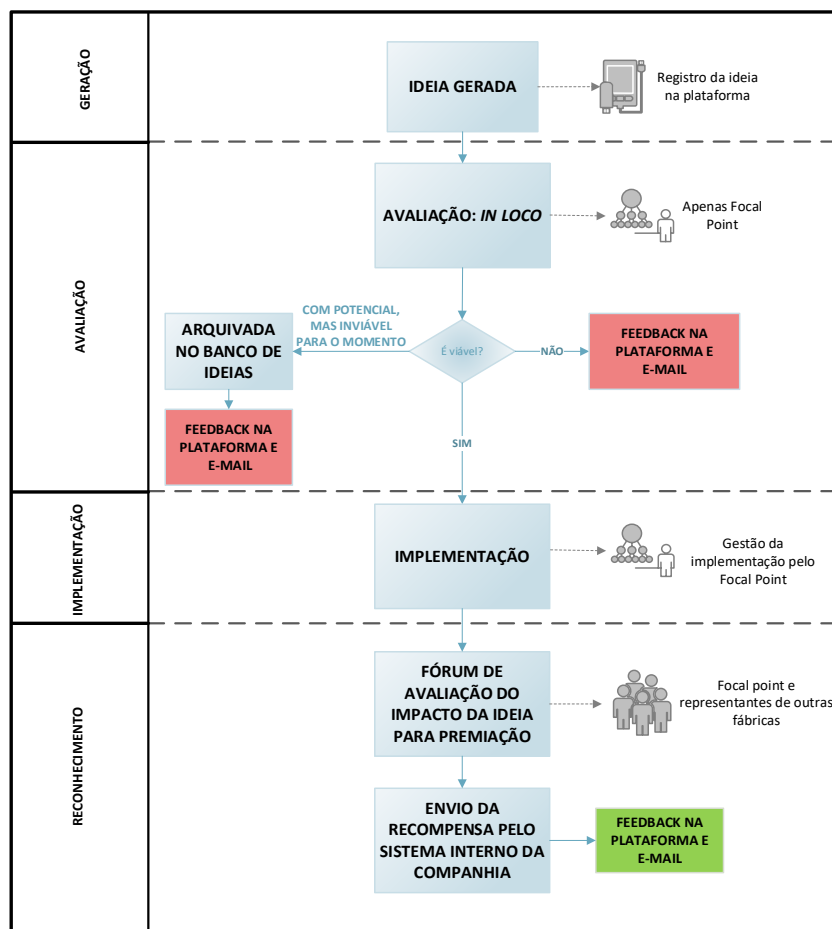 GERAÇÃO
IDEIA GERADA
Registro da ideia
na plataforma
AVALIAÇÃO
AVALIAÇÃO: IN LOCO
Apenas Focal
Point
COM POTENCIAL,
MAS INVIÁVEL
PARA O MOMENTO
ARQUIVADA
NO BANCO DE
IDEIAS
É viável?
NÃO
FEEDBACK NA
PLATAFORMA E
E-MAIL
FEEDBACK NA
PLATAFORMA E
E-MAIL
SIM
IMPLEMENTAÇÃO
IMPLEMENTAÇÃO
Gestão da
implementação pelo
Focal Point
RECONHECIMENTO
FÓRUM DE
AVALIAÇÃO DO
IMPACTO DA IDEIA
PARA PREMIAÇÃO
Focal point e
representantes de outras
fábricas
ENVIO DA
RECOMPENSA PELO
SISTEMA INTERNO DA
COMPANHIA
FEEDBACK NA
PLATAFORMA E
E-MAIL